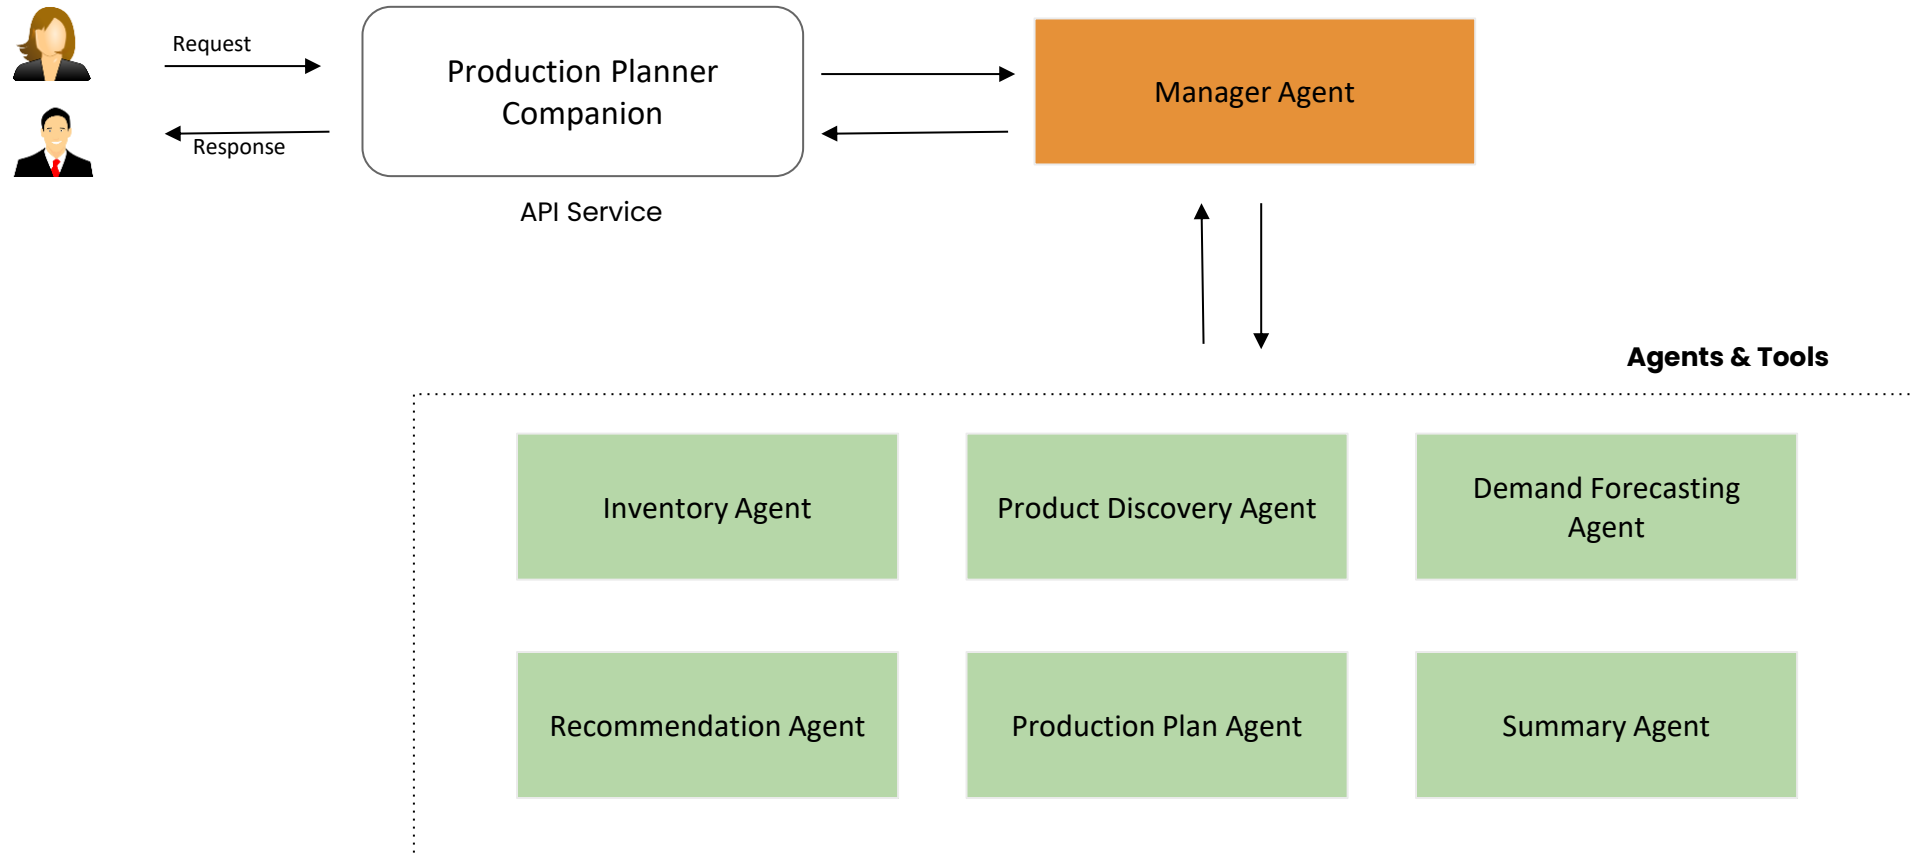 Request
Response
Production Planner
Companion
API Service
Manager Agent
Agents & Tools
Inventory Agent
Product Discovery Agent
Demand Forecasting
Agent
Recommendation Agent
Production Plan Agent
Summary Agent